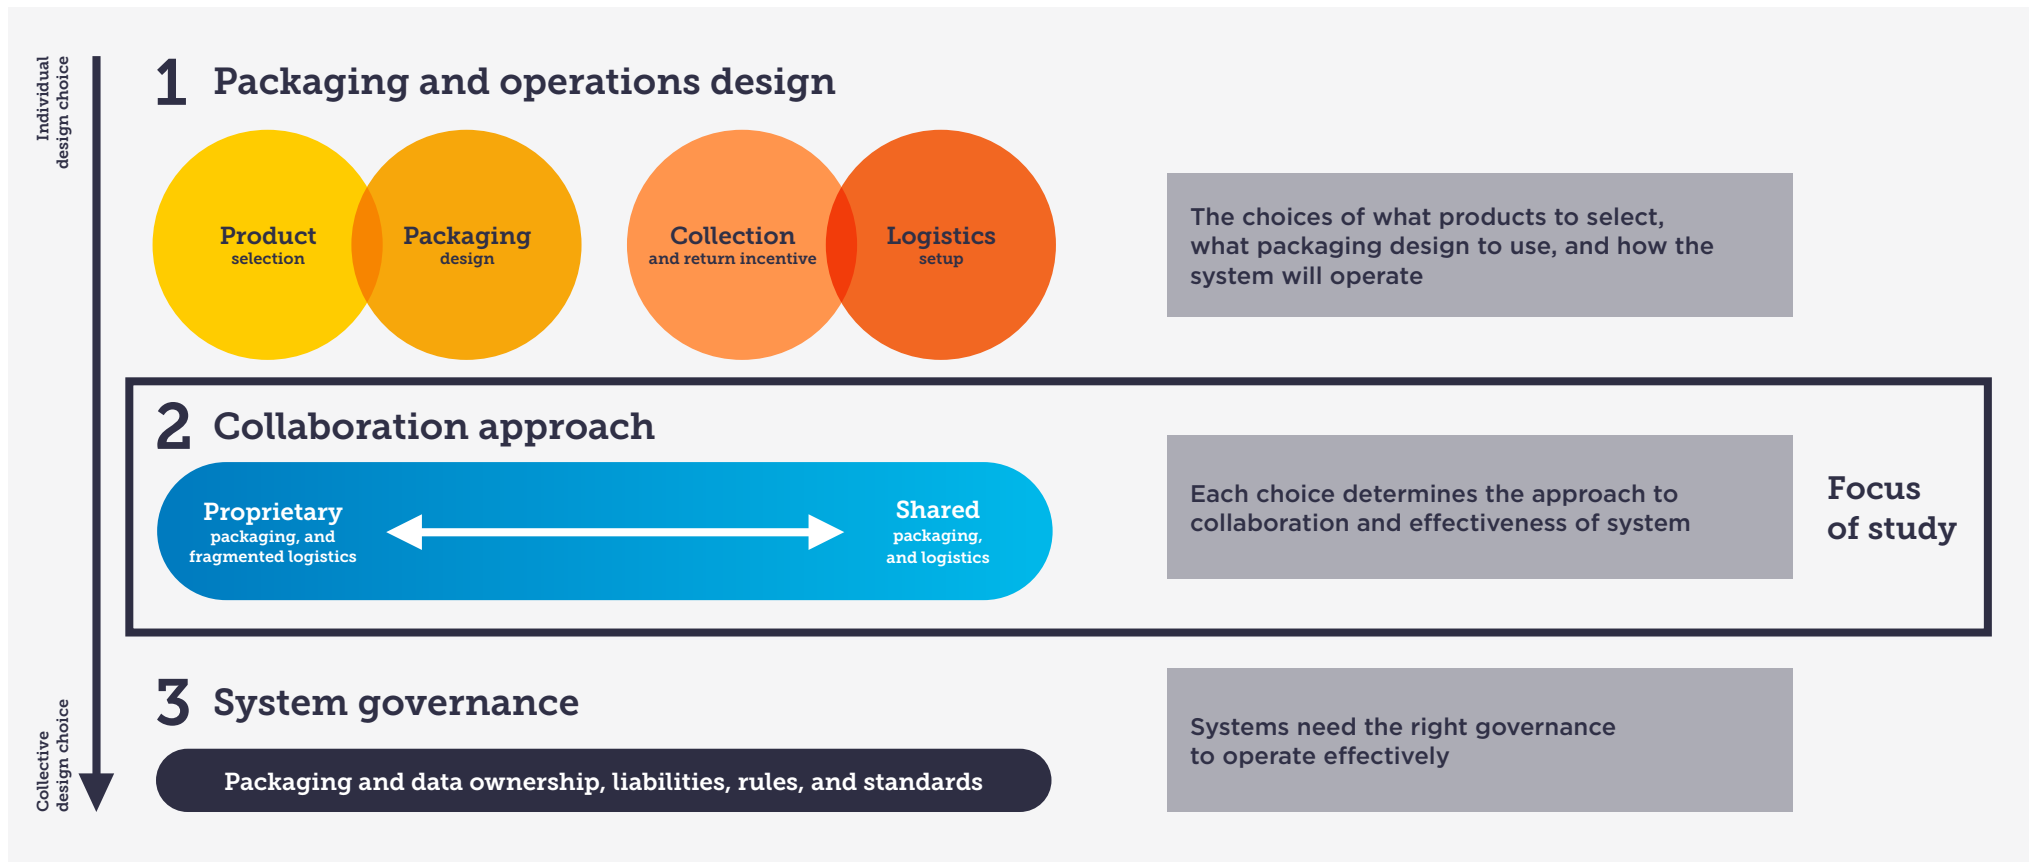 Individual
design choice
1 Packaging and operations design
Product
selection
Packaging
design
Collection
and return incentive
Logistics
setup
The choices of what products to select,
what packaging design to use, and how the
system will operate
2 Collaboration approach
Proprietary
packaging, and
fragmented logistics
Shared
packaging,
and logistics
Each choice determines the approach to
collaboration and effectiveness of system
Focus
of study
3 System governance
Packaging and data ownership, liabilities, rules, and standards
Systems need the right governance
to operate effectively
Collective
design choice